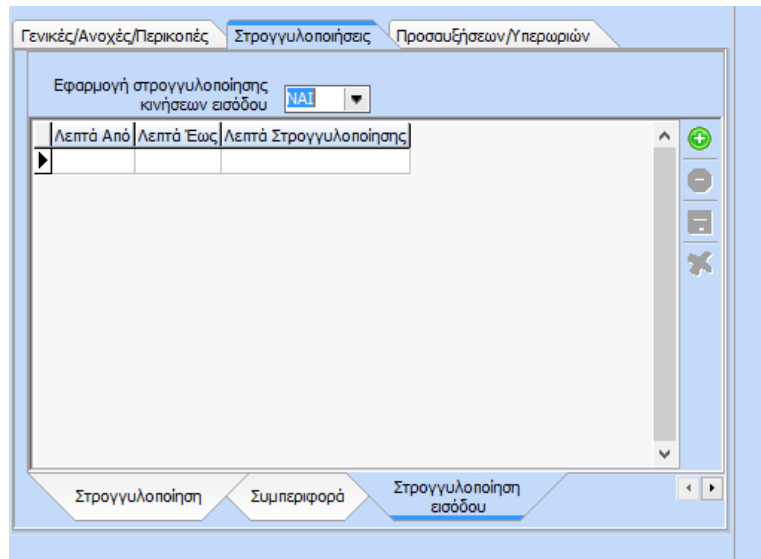 Γενικές/Ανοχές/Περικοπές Στρογγυλοποιήσεις Προσαυξήσεων/Υπερωριών
Εφαρμογή στρογγυλοποίησης
κινήσεων εισόδου ΝΑΙ
Λεπτά Από Λεπτά Έως Λεπτά Στρογγυλοποίησης
Στρογγυλοποίηση Συμπεριφορά Στρογγυλοποίηση
εισόδου